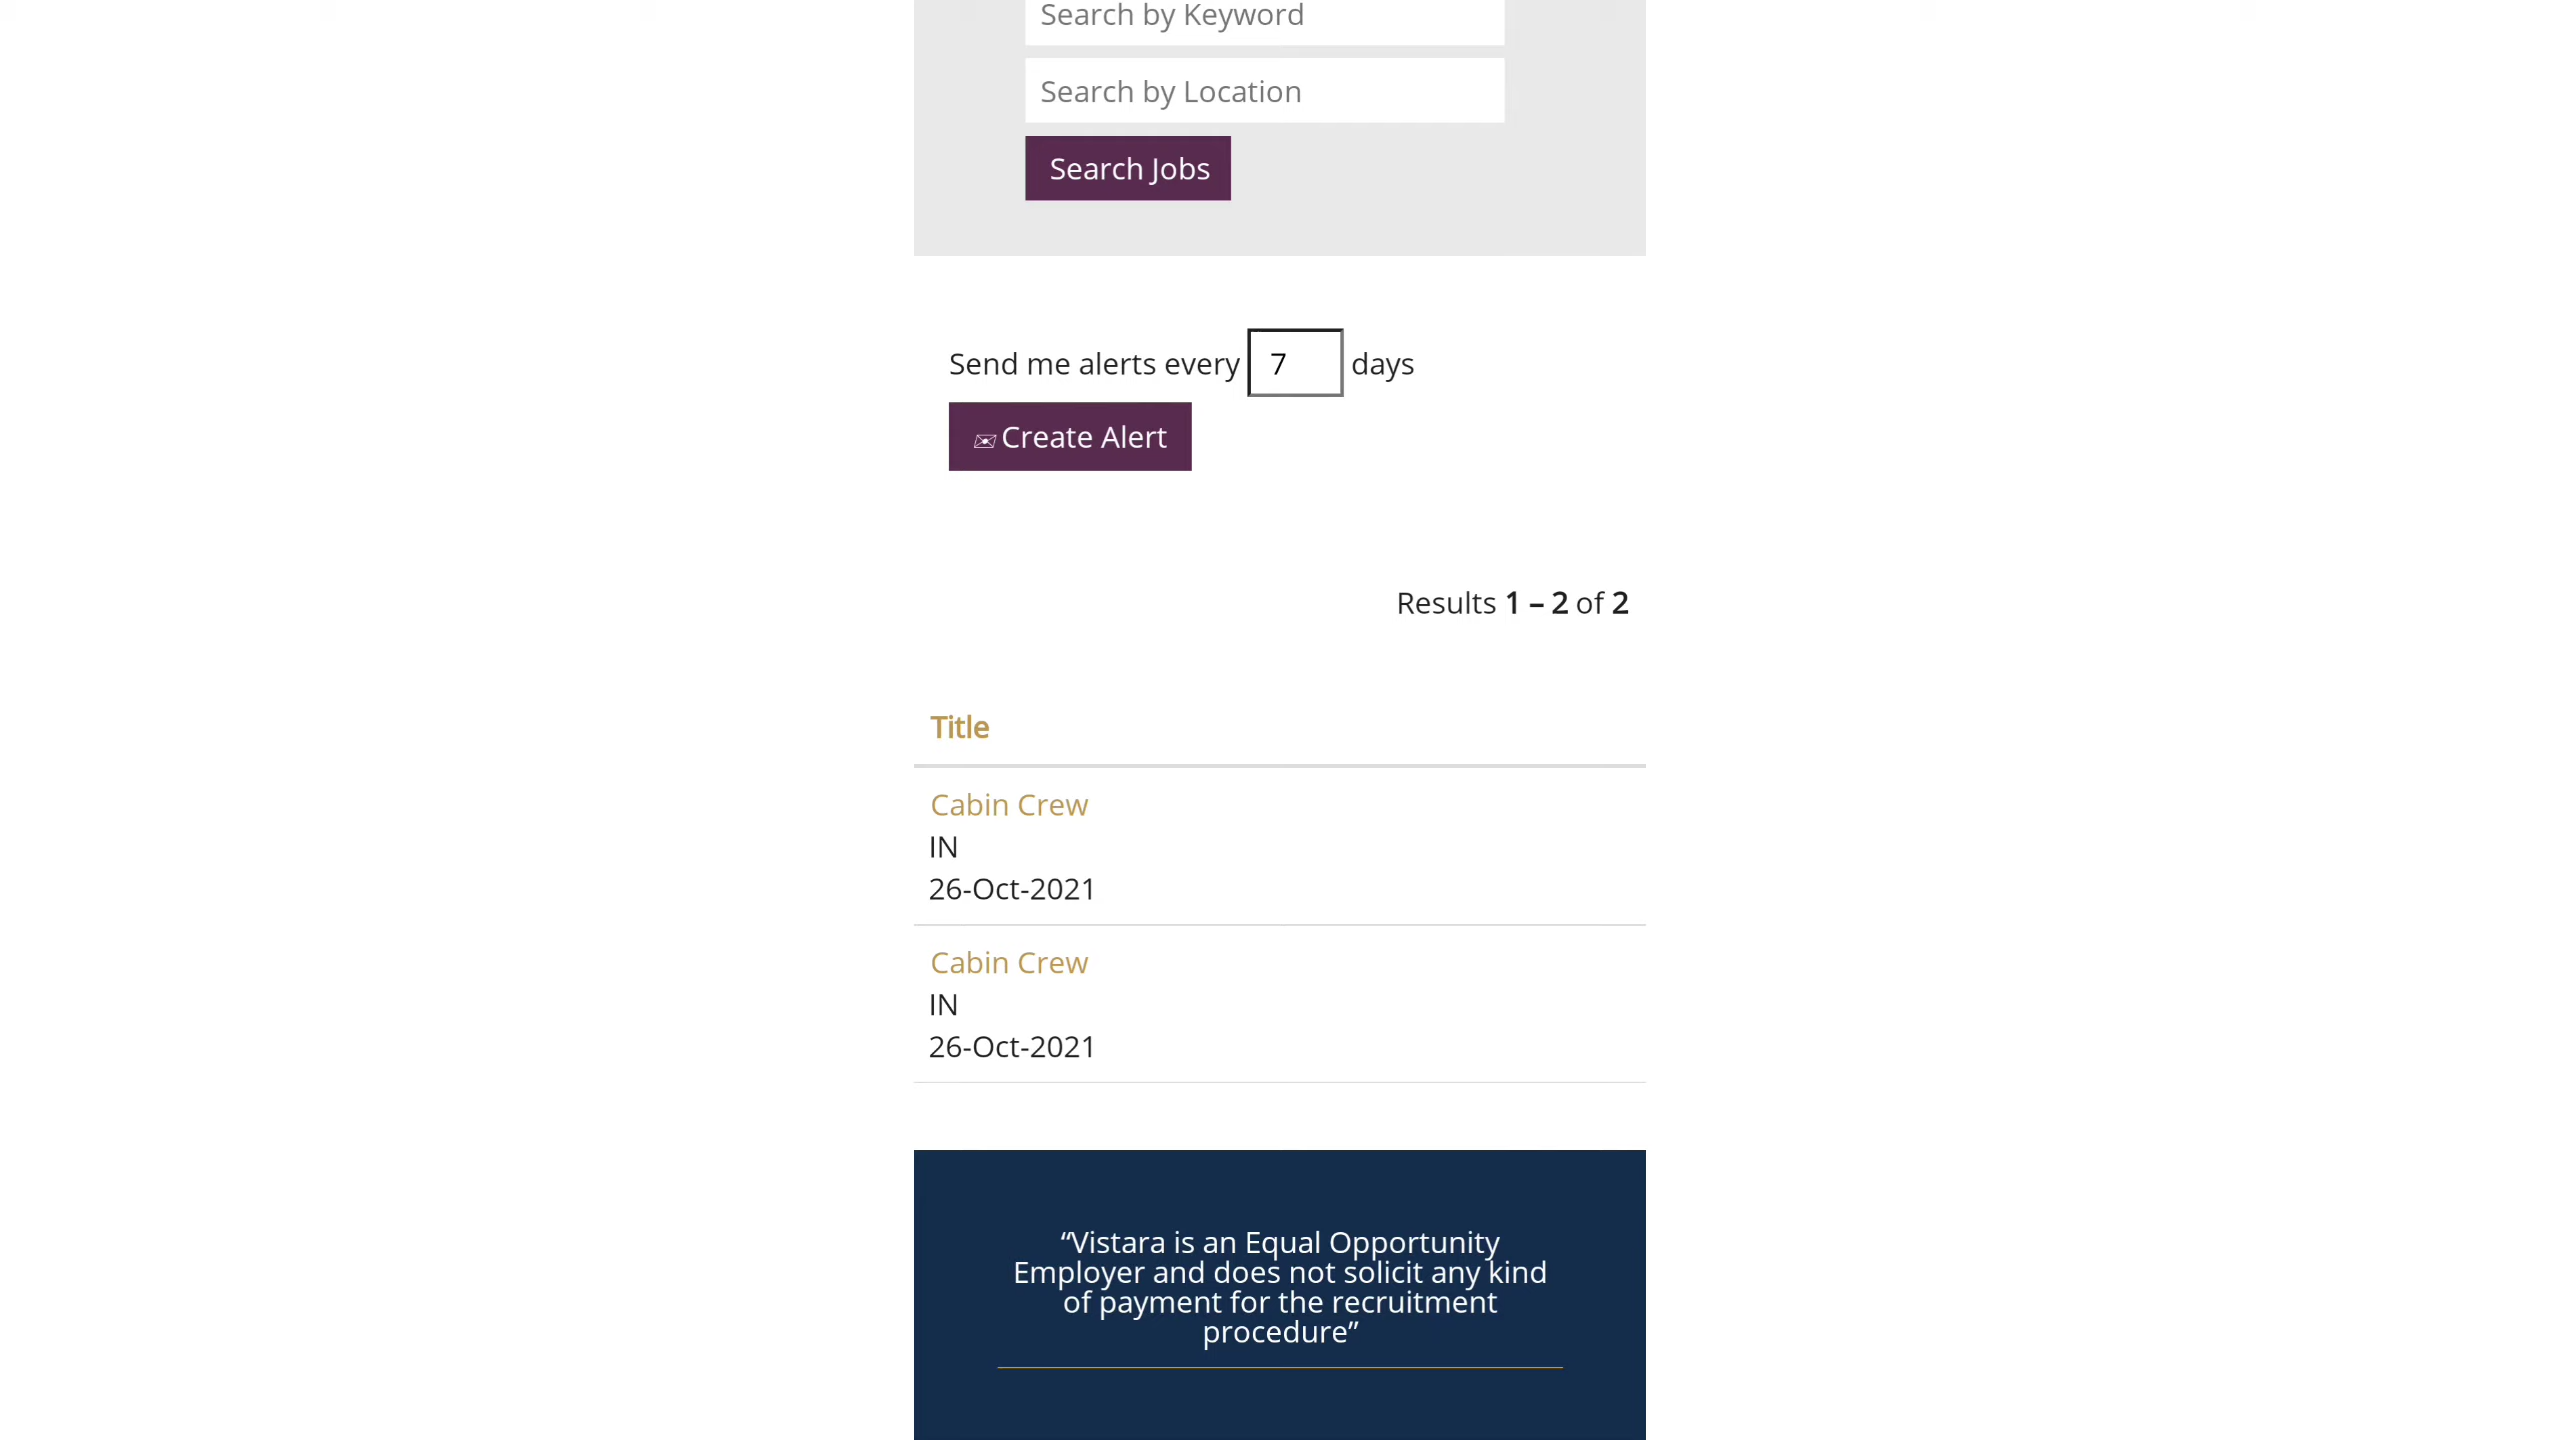 Search by Keyword
Search by Location
Search Jobs
Send me alerts every 7 days
Create Alert
Results 1 – 2 of 2
Title
Cabin Crew
IN
26-Oct-2021
Cabin Crew
IN
26-Oct-2021
“Vistara is an Equal Opportunity
Employer and does not solicit any kind
of payment for the recruitment
procedure”